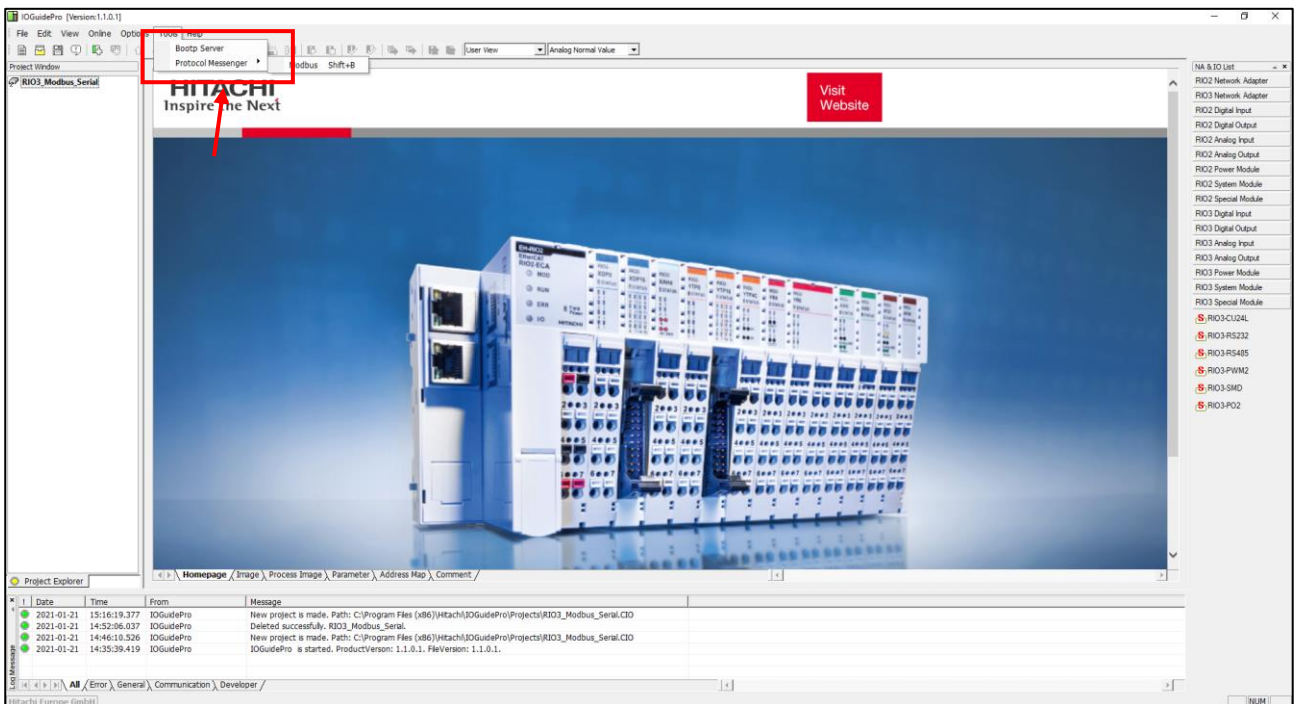 IOGuidePro [Version:1.1.0.1]
File Edit View Online Options Tools Help
Bootp Server
Protocol Messenger
Modbus Shift+B
User View
Analog Normal Value
Project Window
RIO3_Modbus_Serial
Project Explorer
HITACHI
Inspire the Next
Visit
Website
EH-RIO2
EtherCAT
RIO2-ECA
MOD
RUN
ERR
I/O
HITACHI
Homepage Image Process Image Parameter Address Map Comment
NA & IO List
RIO2 Network Adapter
RIO3 Network Adapter
RIO2 Digital Input
RIO2 Digital Output
RIO2 Analog Input
RIO2 Analog Output
RIO2 Power Module
RIO2 System Module
RIO2 Special Module
RIO3 Digital Input
RIO3 Digital Output
RIO3 Analog Input
RIO3 Analog Output
RIO3 Power Module
RIO3 System Module
RIO3 Special Module
RIO3-CU24L
RIO3-RS232
RIO3-RS485
RIO3-PWM2
RIO3-SMD
RIO3-PO2
! Date Time From Message
2021-01-21 15:16:19.377 IOGuidePro New project is made. Path: C:\Program Files (x86)\Hitachi\IOGuidePro\Projects\RIO3_Modbus_Serial.CIO
2021-01-21 14:52:06.037 IOGuidePro Deleted successfully. RIO3_Modbus_Serial.
2021-01-21 14:46:10.526 IOGuidePro New project is made. Path: C:\Program Files (x86)\Hitachi\IOGuidePro\Projects\RIO3_Modbus_Serial.CIO
2021-01-21 14:35:39.419 IOGuidePro IOGuidePro is started. ProductVerson: 1.1.0.1. FileVersion: 1.1.0.1.
Log Message
All Error General Communication Developer
Hitachi Europe GmbH
NUM